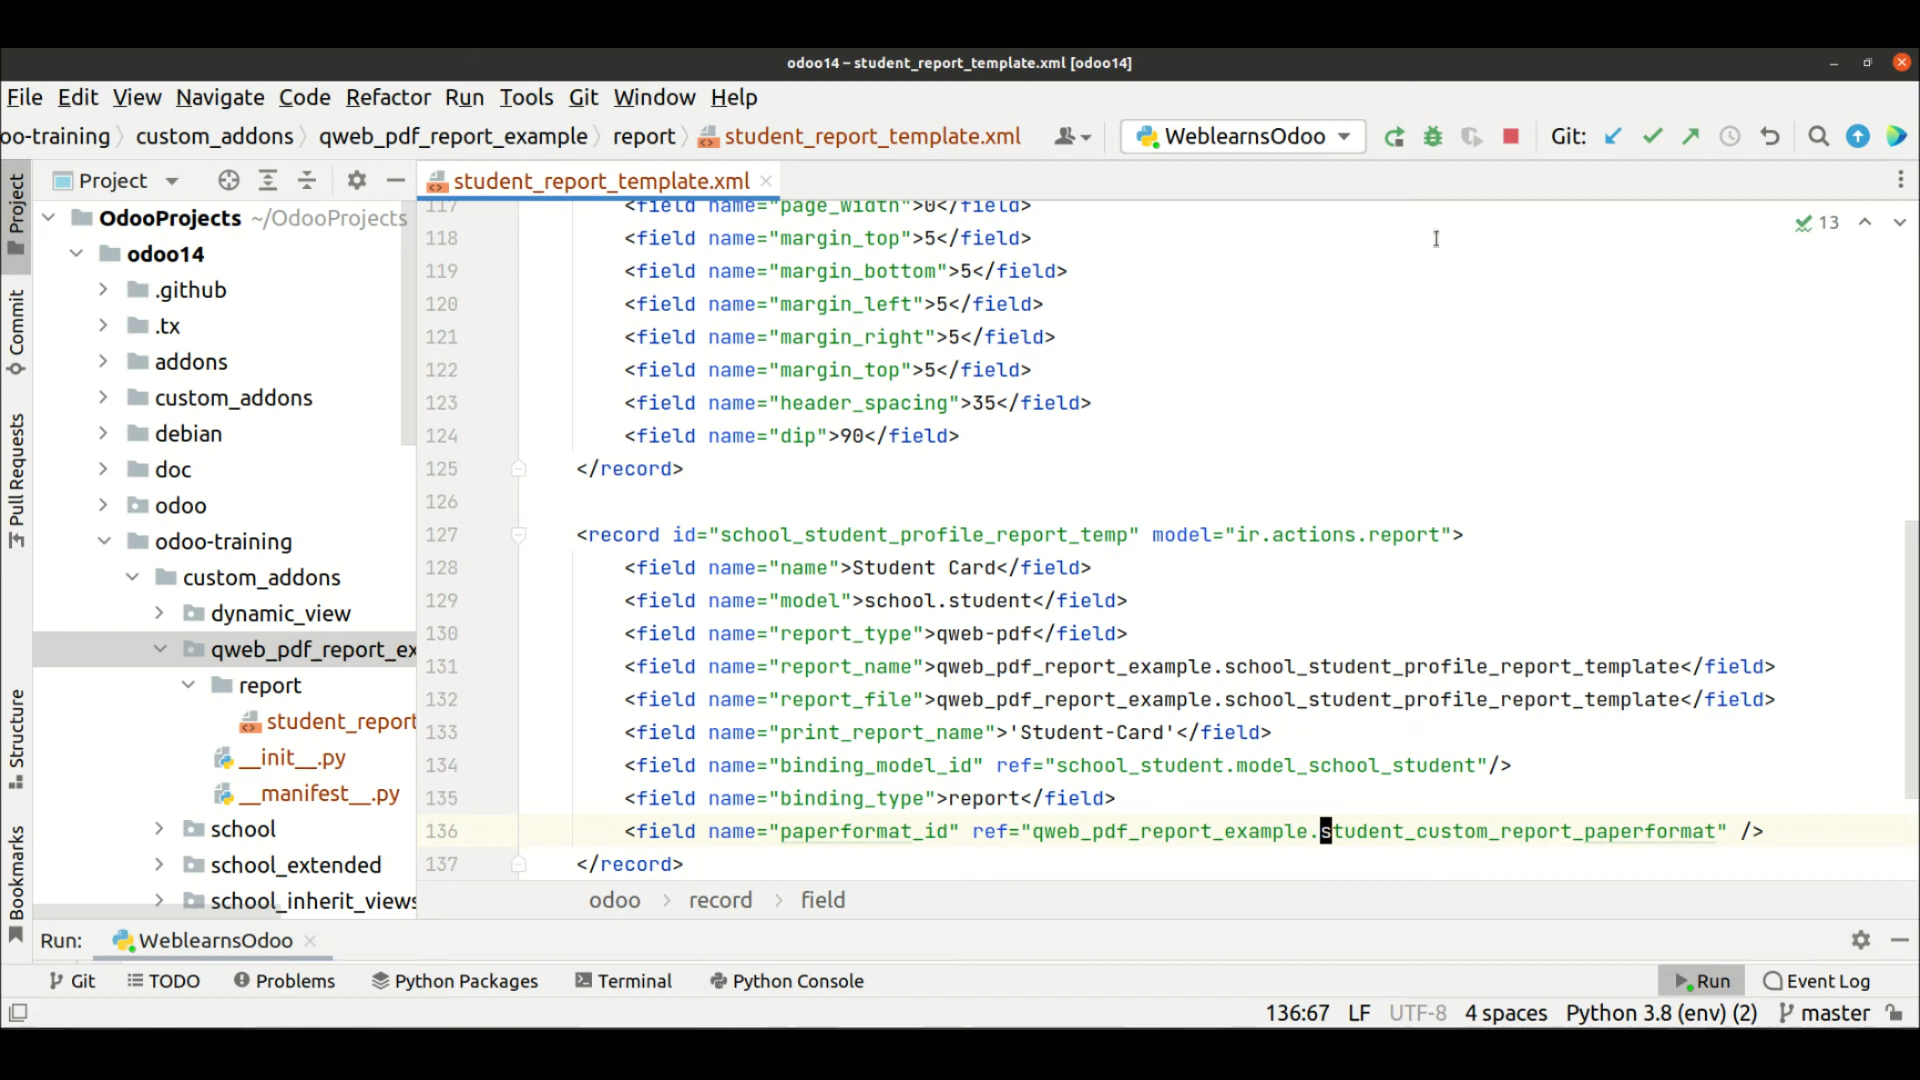 odoo14 – student_report_template.xml [odoo14]
File Edit View Navigate Code Refactor Run Tools Git Window Help
oo-training custom_addons qweb_pdf_report_example report student_report_template.xml WeblearnsOdoo Git:
Project
student_report_template.xml
Project
Commit
Pull Requests
Structure
Bookmarks
OdooProjects ~/OdooProjects
odoo14
.github
.tx
addons
custom_addons
debian
doc
odoo
odoo-training
custom_addons
dynamic_view
qweb_pdf_report_ex
report
student_report
__init__.py
__manifest__.py
school
school_extended
school_inherit_views
13
117 <field name="page_width">0</field>
118 <field name="margin_top">5</field>
119 <field name="margin_bottom">5</field>
120 <field name="margin_left">5</field>
121 <field name="margin_right">5</field>
122 <field name="margin_top">5</field>
123 <field name="header_spacing">35</field>
124 <field name="dip">90</field>
125 </record>
126
127 <record id="school_student_profile_report_temp" model="ir.actions.report">
128 <field name="name">Student Card</field>
129 <field name="model">school.student</field>
130 <field name="report_type">qweb-pdf</field>
131 <field name="report_name">qweb_pdf_report_example.school_student_profile_report_template</field>
132 <field name="report_file">qweb_pdf_report_example.school_student_profile_report_template</field>
133 <field name="print_report_name">'Student-Card'</field>
134 <field name="binding_model_id" ref="school_student.model_school_student"/>
135 <field name="binding_type">report</field>
136 <field name="paperformat_id" ref="qweb_pdf_report_example.student_custom_report_paperformat" />
137 </record>
odoo record field
Run: WeblearnsOdoo
Git TODO Problems Python Packages Terminal Python Console Run Event Log
136:67 LF UTF-8 4 spaces Python 3.8 (env) (2) master